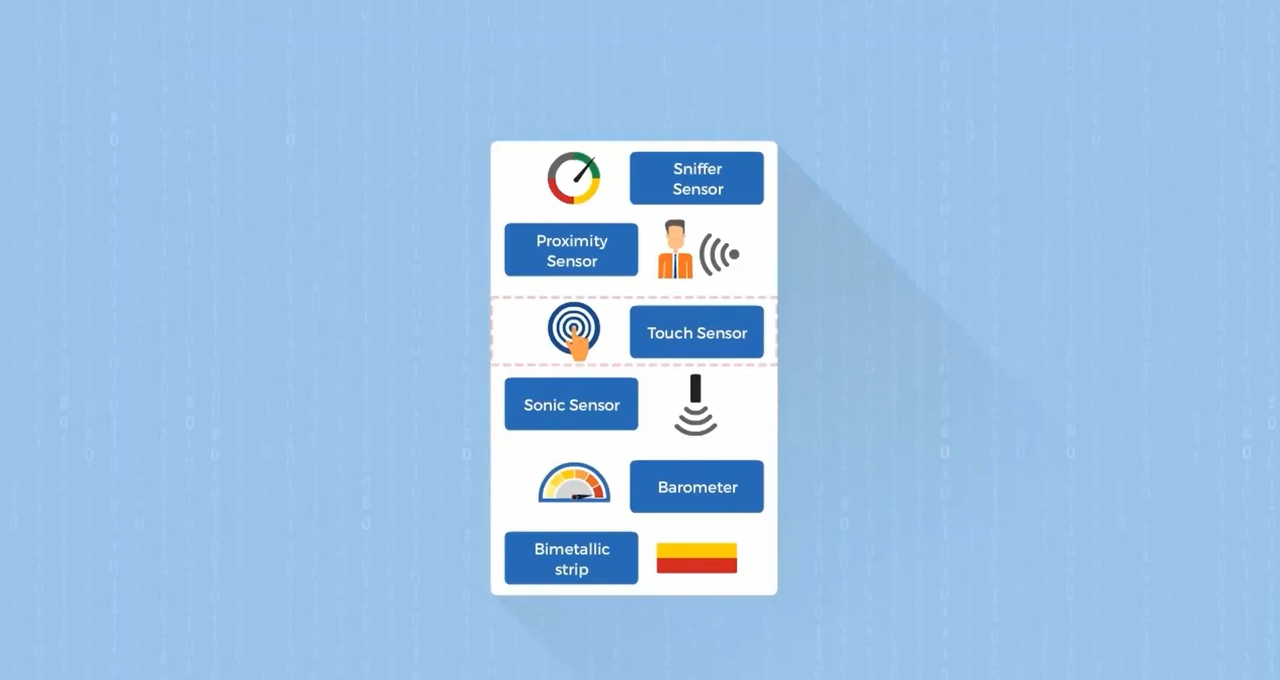 Sniffer
Sensor
Proximity
Sensor
Touch Sensor
Sonic Sensor
Barometer
Bimetallic
strip